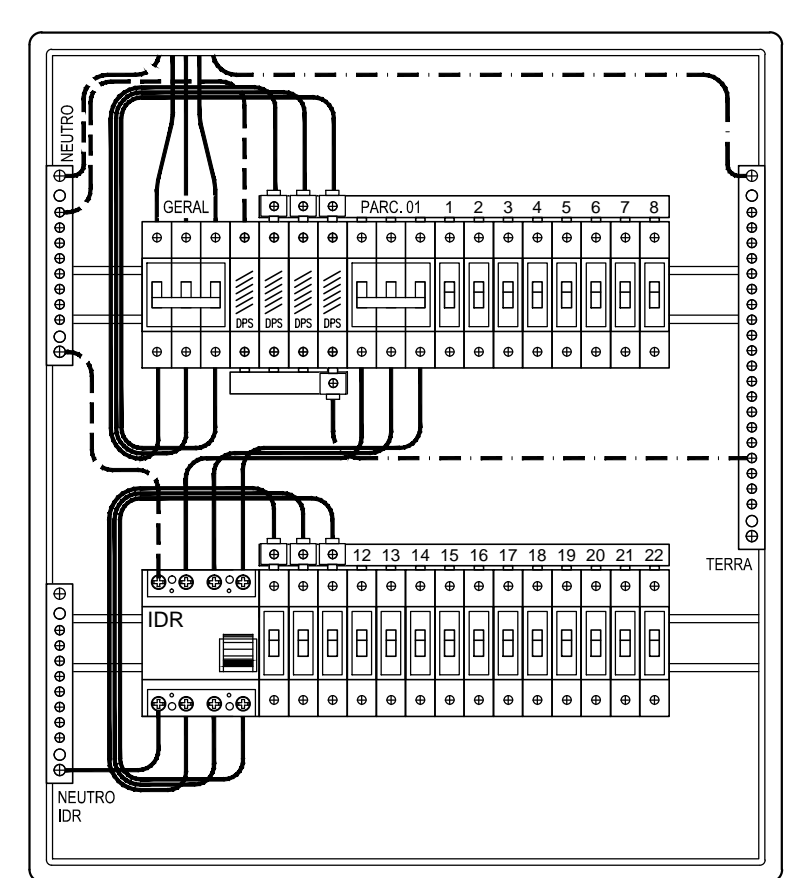 NEUTRO
GERAL
PARC. 01 1 2 3 4 5 6 7 8
DPS DPS DPS DPS
12 13 14 15 16 17 18 19 20 21 22
TERRA
IDR
NEUTRO
IDR